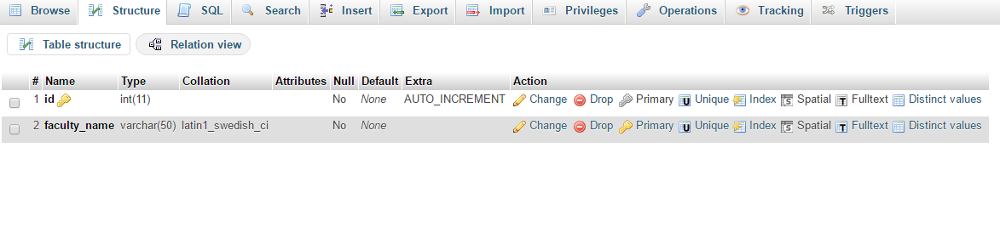 Browse Structure SQL Search Insert Export Import Privileges Operations Tracking Triggers
Table structure Relation view
# Name Type Collation Attributes Null Default Extra Action
1 id int(11) No None AUTO_INCREMENT Change Drop Primary Unique Index Spatial Fulltext Distinct values
2 faculty_name varchar(50) latin1_swedish_ci No None Change Drop Primary Unique Index Spatial Fulltext Distinct values